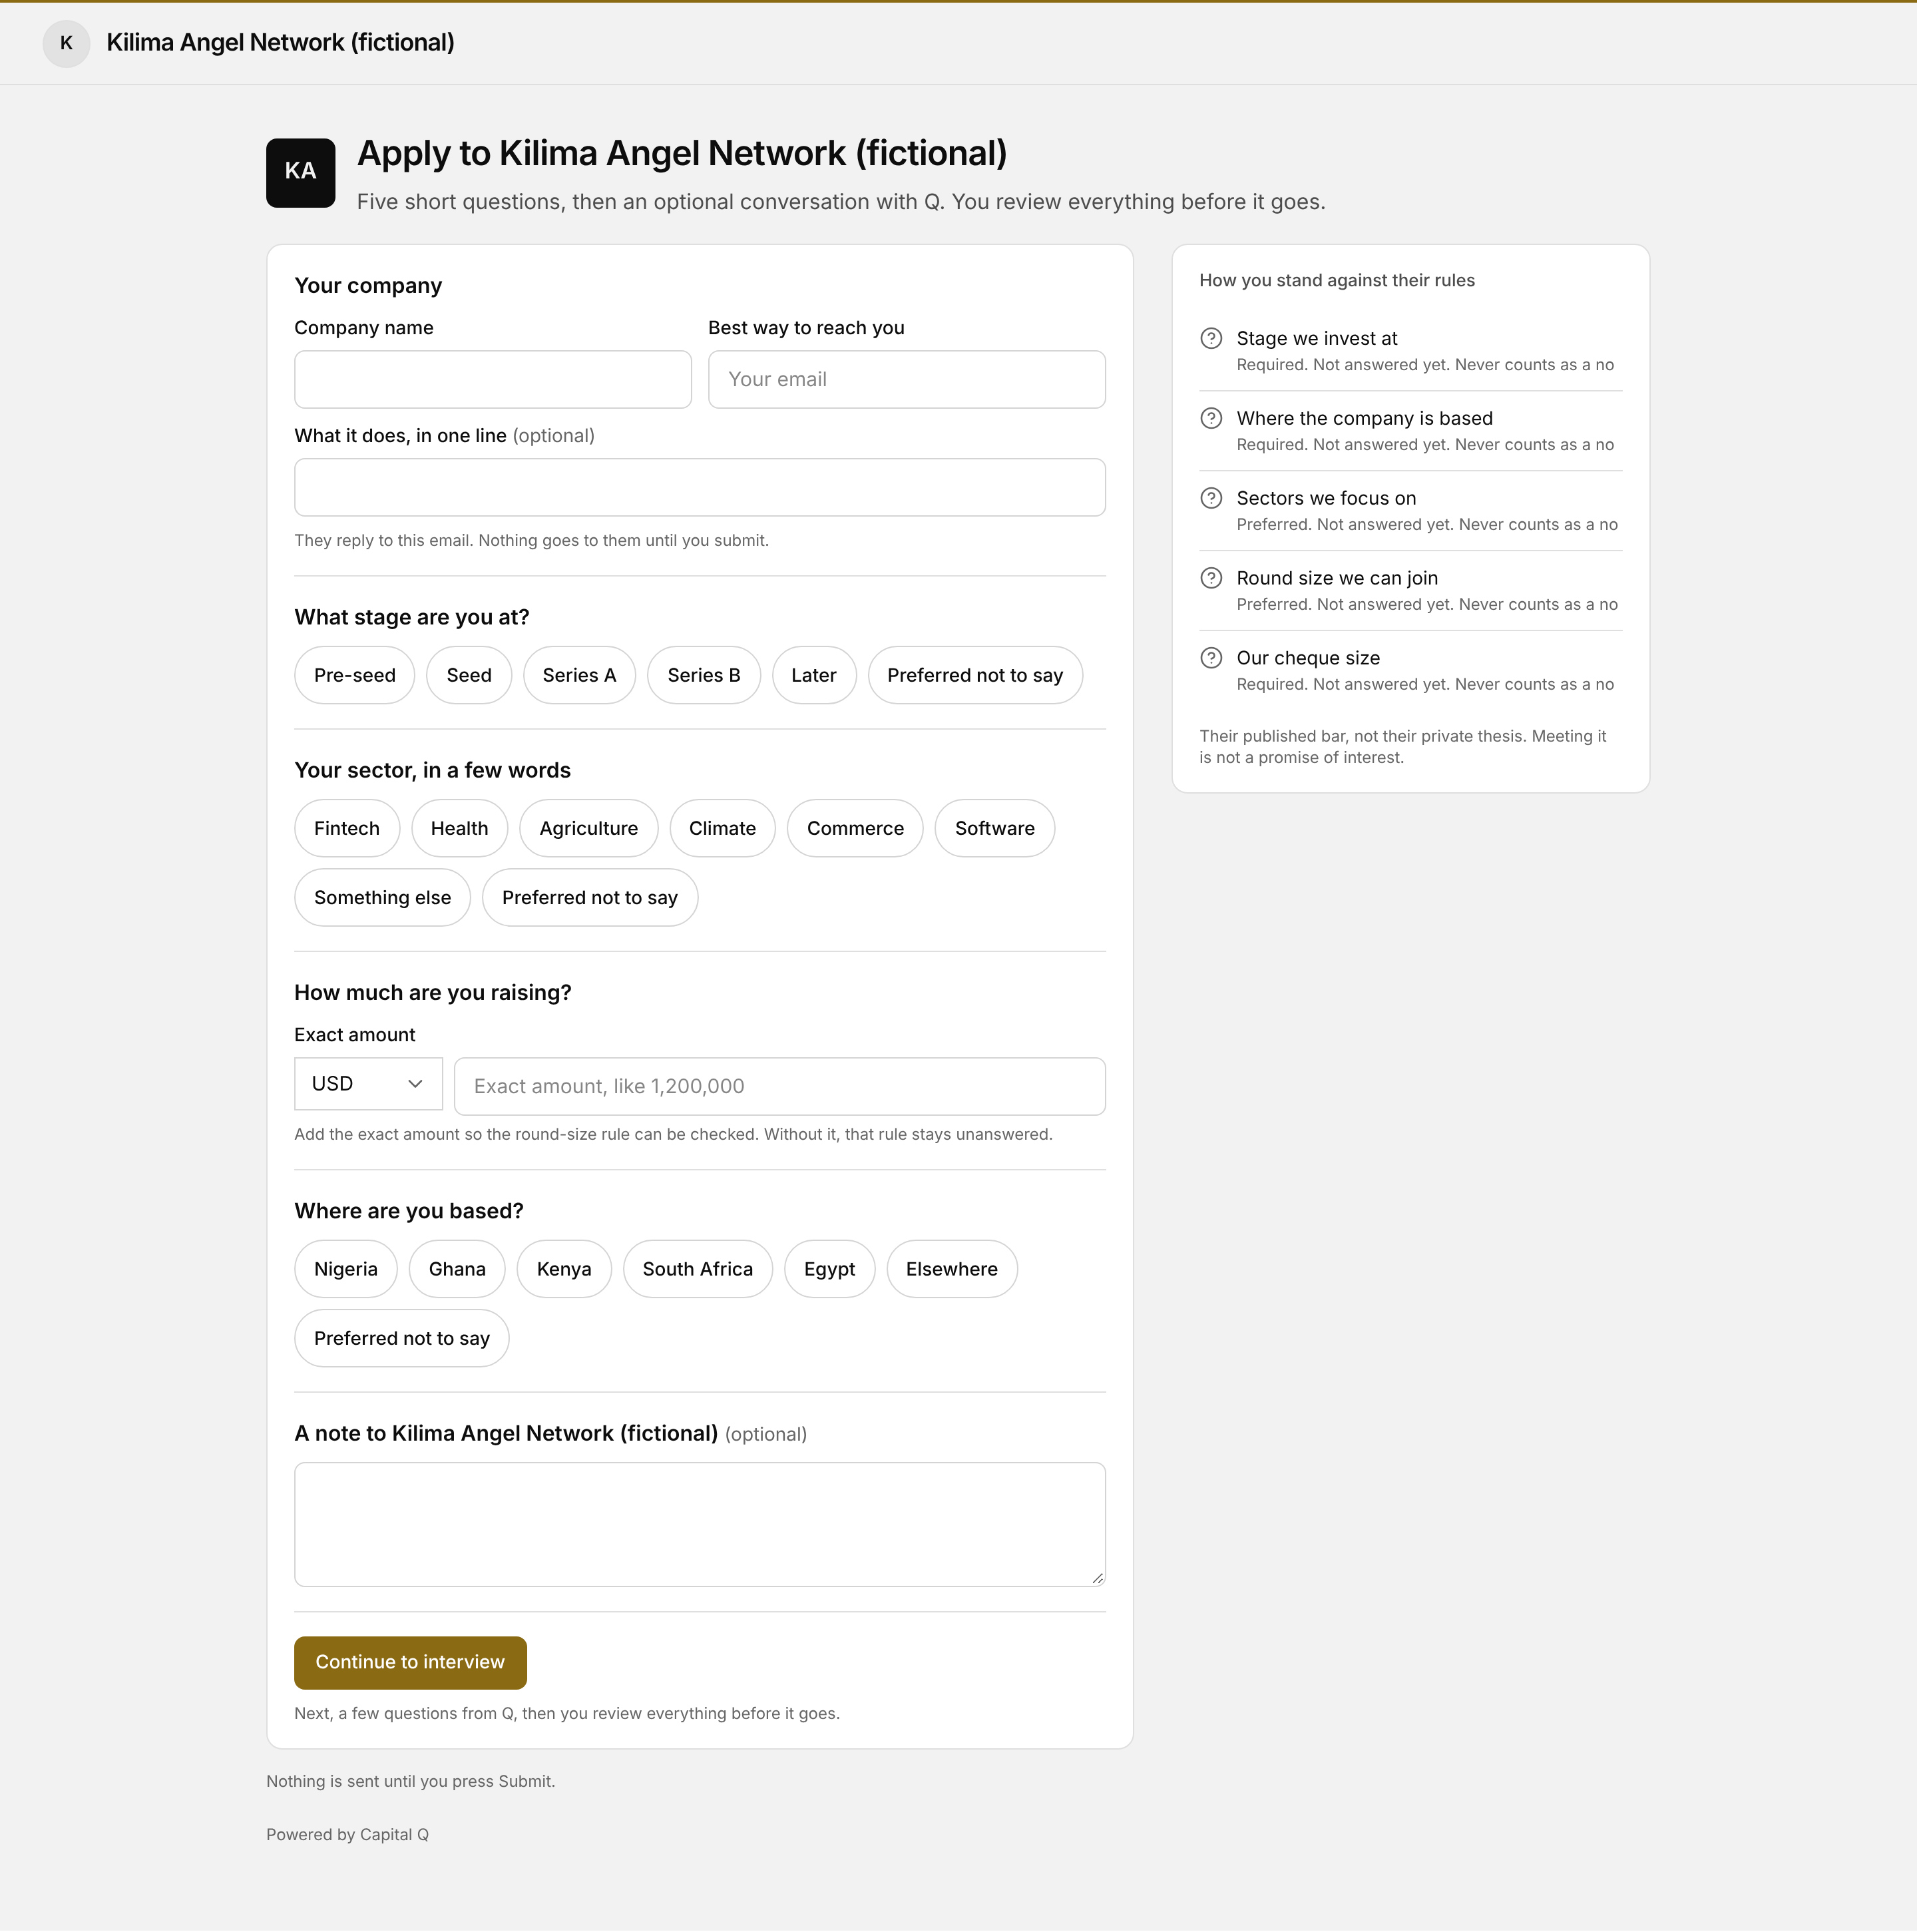 K
Kilima Angel Network (fictional)
KA
Apply to Kilima Angel Network (fictional)
Five short questions, then an optional conversation with Q. You review everything before it goes.
Your company
Company name
Best way to reach you
Your email
What it does, in one line (optional)
They reply to this email. Nothing goes to them until you submit.
What stage are you at?
Pre-seed
Seed
Series A
Series B
Later
Preferred not to say
Your sector, in a few words
Fintech
Health
Agriculture
Climate
Commerce
Software
Something else
Preferred not to say
How much are you raising?
Exact amount
USD
Exact amount, like 1,200,000
Add the exact amount so the round-size rule can be checked. Without it, that rule stays unanswered.
Where are you based?
Nigeria
Ghana
Kenya
South Africa
Egypt
Elsewhere
Preferred not to say
A note to Kilima Angel Network (fictional) (optional)
Continue to interview
Next, a few questions from Q, then you review everything before it goes.
How you stand against their rules
Stage we invest at
Required. Not answered yet. Never counts as a no
Where the company is based
Required. Not answered yet. Never counts as a no
Sectors we focus on
Preferred. Not answered yet. Never counts as a no
Round size we can join
Preferred. Not answered yet. Never counts as a no
Our cheque size
Required. Not answered yet. Never counts as a no
Their published bar, not their private thesis. Meeting it
is not a promise of interest.
Nothing is sent until you press Submit.
Powered by Capital Q